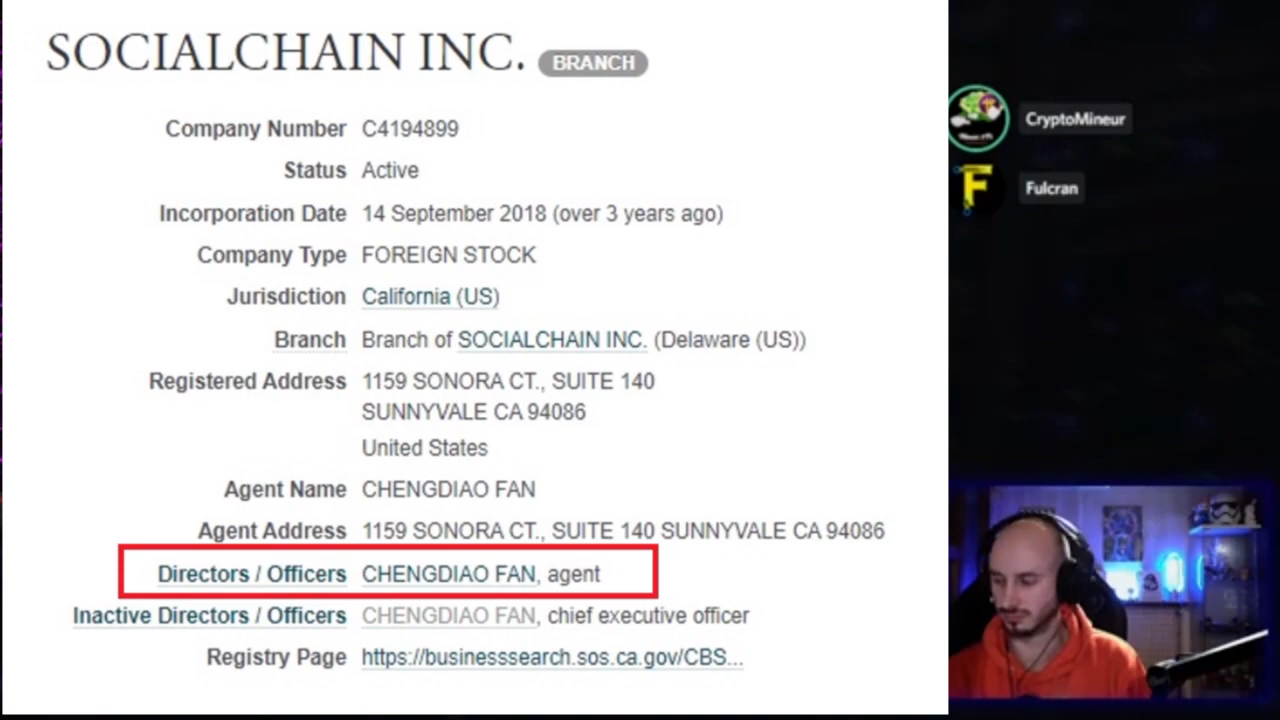 SOCIALCHAIN INC. BRANCH
Company Number C4194899
Status Active
Incorporation Date 14 September 2018 (over 3 years ago)
Company Type FOREIGN STOCK
Jurisdiction California (US)
Branch Branch of SOCIALCHAIN INC. (Delaware (US))
Registered Address 1159 SONORA CT., SUITE 140
SUNNYVALE CA 94086
United States
Agent Name CHENGDIAO FAN
Agent Address 1159 SONORA CT., SUITE 140 SUNNYVALE CA 94086
Directors / Officers CHENGDIAO FAN, agent
Inactive Directors / Officers CHENGDIAO FAN, chief executive officer
Registry Page https://businesssearch.sos.ca.gov/CBS...
CryptoMineur
F
Fulcran